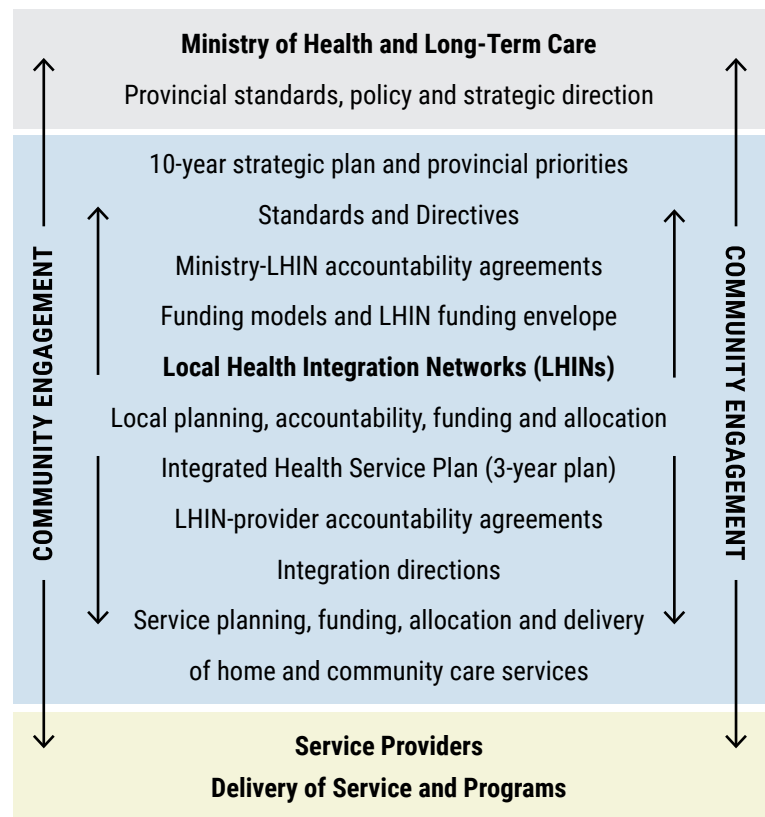 Ministry of Health and Long-Term Care
Provincial standards, policy and strategic direction
10-year strategic plan and provincial priorities
Standards and Directives
Ministry-LHIN accountability agreements
Funding models and LHIN funding envelope
Local Health Integration Networks (LHINs)
Local planning, accountability, funding and allocation
Integrated Health Service Plan (3-year plan)
LHIN-provider accountability agreements
Integration directions
Service planning, funding, allocation and delivery
of home and community care services
Service Providers
Delivery of Service and Programs
COMMUNITY ENGAGEMENT
COMMUNITY ENGAGEMENT